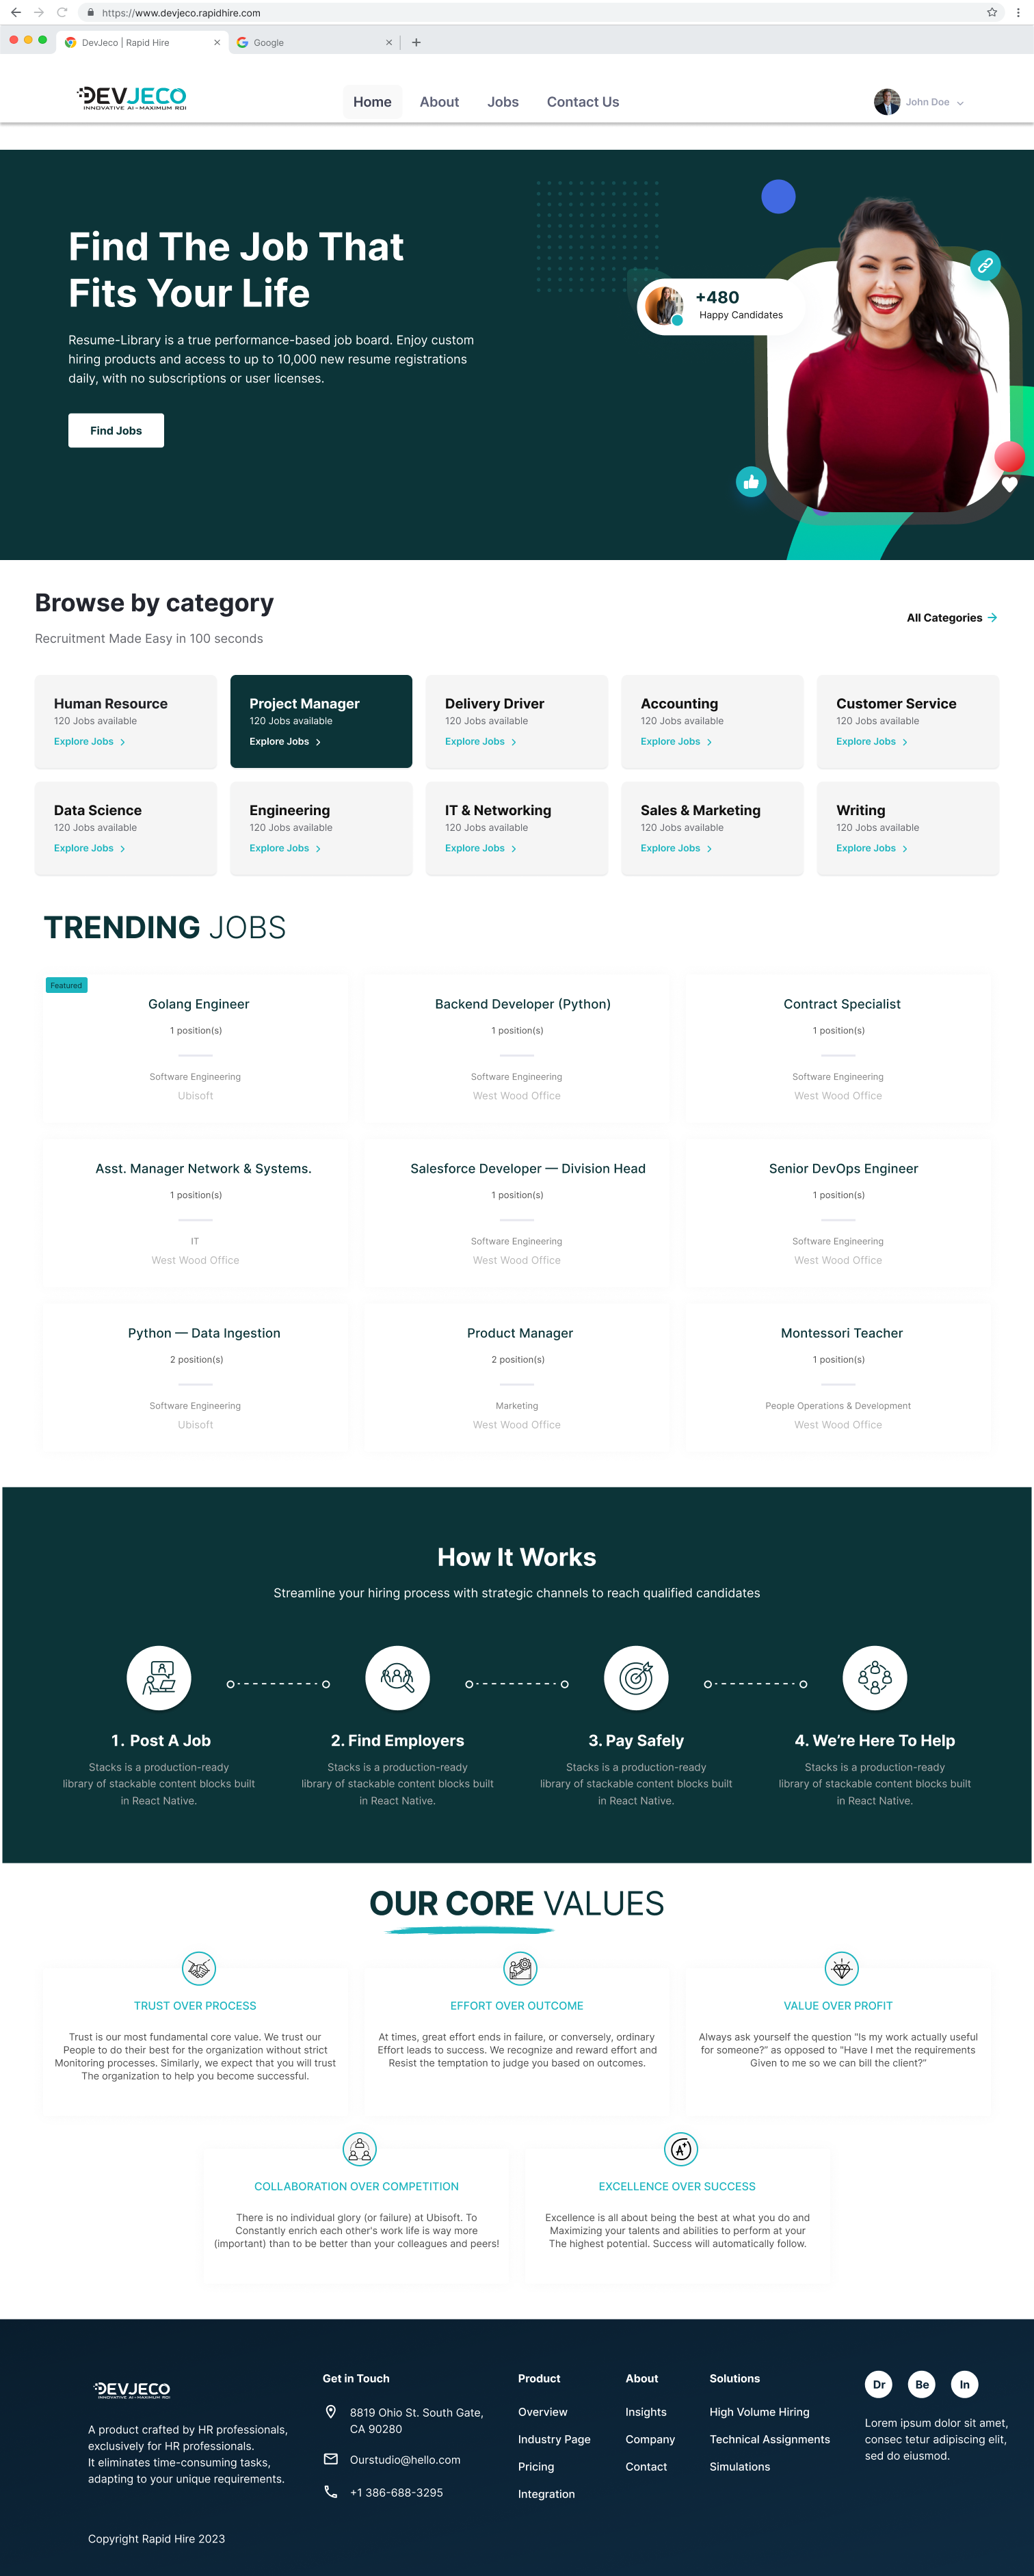 https://www.devjeco.rapidhire.com
DevJeco | Rapid Hire
Google
DEVJECO
INNOVATIVE AI - MAXIMUM ROI
Home
About
Jobs
Contact Us
John Doe
Find The Job That
Fits Your Life
Resume-Library is a true performance-based job board. Enjoy custom
hiring products and access to up to 10,000 new resume registrations
daily, with no subscriptions or user licenses.
Find Jobs
+480
Happy Candidates
Browse by category
Recruitment Made Easy in 100 seconds
All Categories
Human Resource
120 Jobs available
Explore Jobs
Project Manager
120 Jobs available
Explore Jobs
Delivery Driver
120 Jobs available
Explore Jobs
Accounting
120 Jobs available
Explore Jobs
Customer Service
120 Jobs available
Explore Jobs
Data Science
120 Jobs available
Explore Jobs
Engineering
120 Jobs available
Explore Jobs
IT & Networking
120 Jobs available
Explore Jobs
Sales & Marketing
120 Jobs available
Explore Jobs
Writing
120 Jobs available
Explore Jobs
TRENDING JOBS
Featured
Golang Engineer
1 position(s)
Software Engineering
Ubisoft
Backend Developer (Python)
1 position(s)
Software Engineering
West Wood Office
Contract Specialist
1 position(s)
Software Engineering
West Wood Office
Asst. Manager Network & Systems.
1 position(s)
IT
West Wood Office
Salesforce Developer — Division Head
1 position(s)
Software Engineering
West Wood Office
Senior DevOps Engineer
1 position(s)
Software Engineering
West Wood Office
Python — Data Ingestion
2 position(s)
Software Engineering
Ubisoft
Product Manager
2 position(s)
Marketing
West Wood Office
Montessori Teacher
1 position(s)
People Operations & Development
West Wood Office
How It Works
Streamline your hiring process with strategic channels to reach qualified candidates
1. Post A Job
Stacks is a production-ready
library of stackable content blocks built
in React Native.
2. Find Employers
Stacks is a production-ready
library of stackable content blocks built
in React Native.
3. Pay Safely
Stacks is a production-ready
library of stackable content blocks built
in React Native.
4. We're Here To Help
Stacks is a production-ready
library of stackable content blocks built
in React Native.
OUR CORE VALUES
TRUST OVER PROCESS
Trust is our most fundamental core value. We trust our
People to do their best for the organization without strict
Monitoring processes. Similarly, we expect that you will trust
The organization to help you become successful.
EFFORT OVER OUTCOME
At times, great effort ends in failure, or conversely, ordinary
Effort leads to success. We recognize and reward effort and
Resist the temptation to judge you based on outcomes.
VALUE OVER PROFIT
Always ask yourself the question "Is my work actually useful
for someone?" as opposed to "Have I met the requirements
Given to me so we can bill the client?"
COLLABORATION OVER COMPETITION
There is no individual glory (or failure) at Ubisoft. To
Constantly enrich each other's work life is way more
(important) than to be better than your colleagues and peers!
A+
EXCELLENCE OVER SUCCESS
Excellence is all about being the best at what you do and
Maximizing your talents and abilities to perform at your
The highest potential. Success will automatically follow.
DEVJECO
INNOVATIVE AI - MAXIMUM ROI
A product crafted by HR professionals,
exclusively for HR professionals.
It eliminates time-consuming tasks,
adapting to your unique requirements.
Copyright Rapid Hire 2023
Get in Touch
8819 Ohio St. South Gate,
CA 90280
Ourstudio@hello.com
+1 386-688-3295
Product
Overview
Industry Page
Pricing
Integration
About
Insights
Company
Contact
Solutions
High Volume Hiring
Technical Assignments
Simulations
Dr
Be
In
Lorem ipsum dolor sit amet,
consec tetur adipiscing elit,
sed do eiusmod.